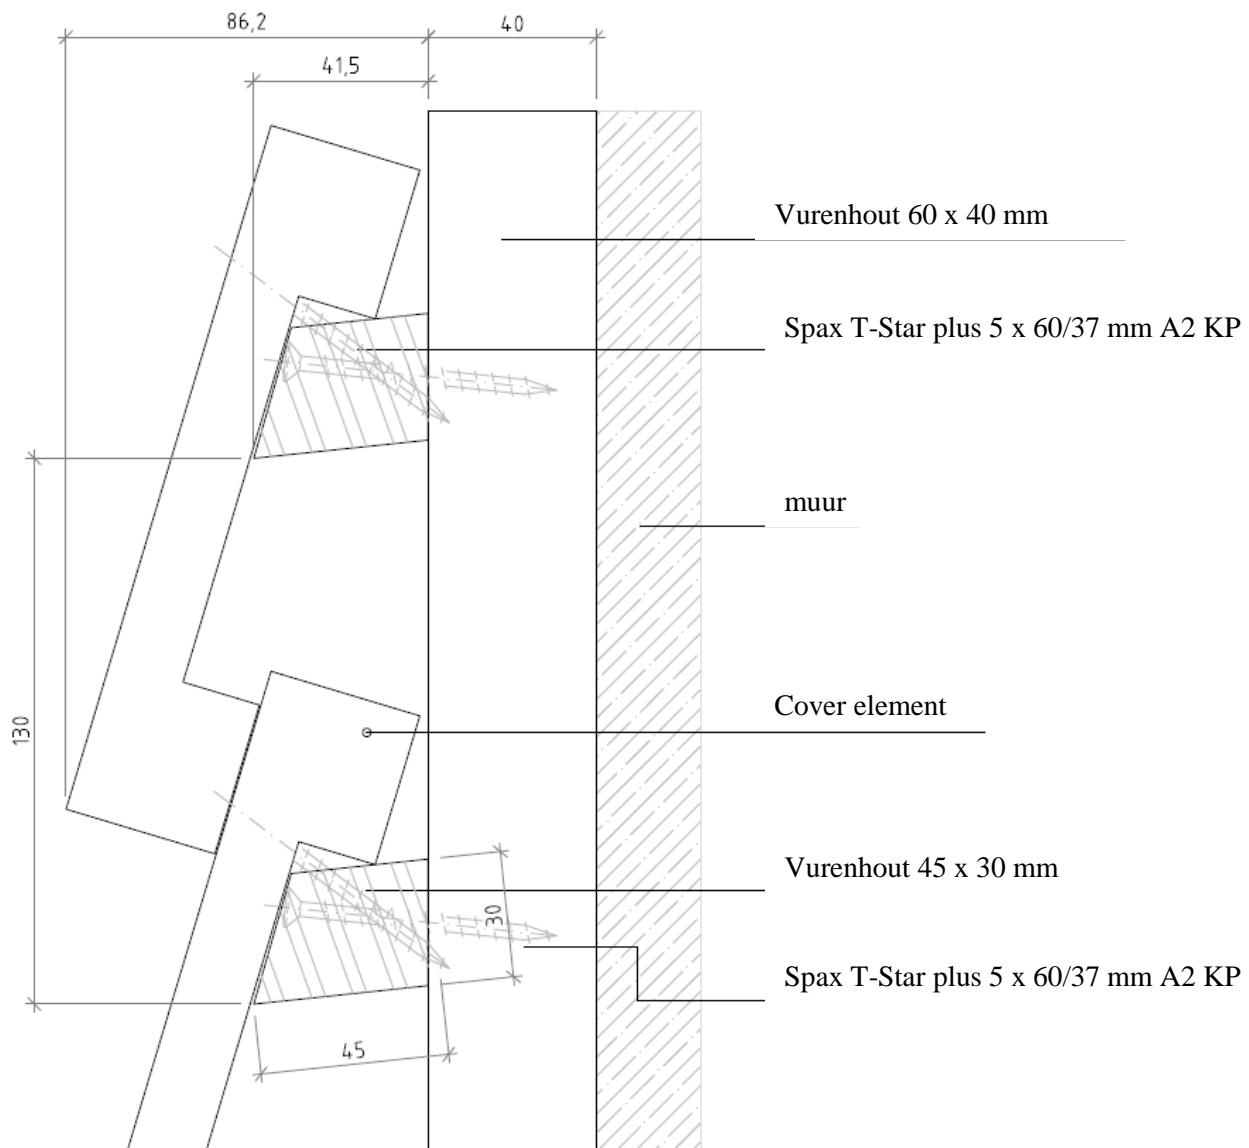 86,2
40
41,5
Vurenhout 60 x 40 mm
Spax T-Star plus 5 x 60/37 mm A2 KP
muur
Cover element
130
Vurenhout 45 x 30 mm
30
Spax T-Star plus 5 x 60/37 mm A2 KP
45